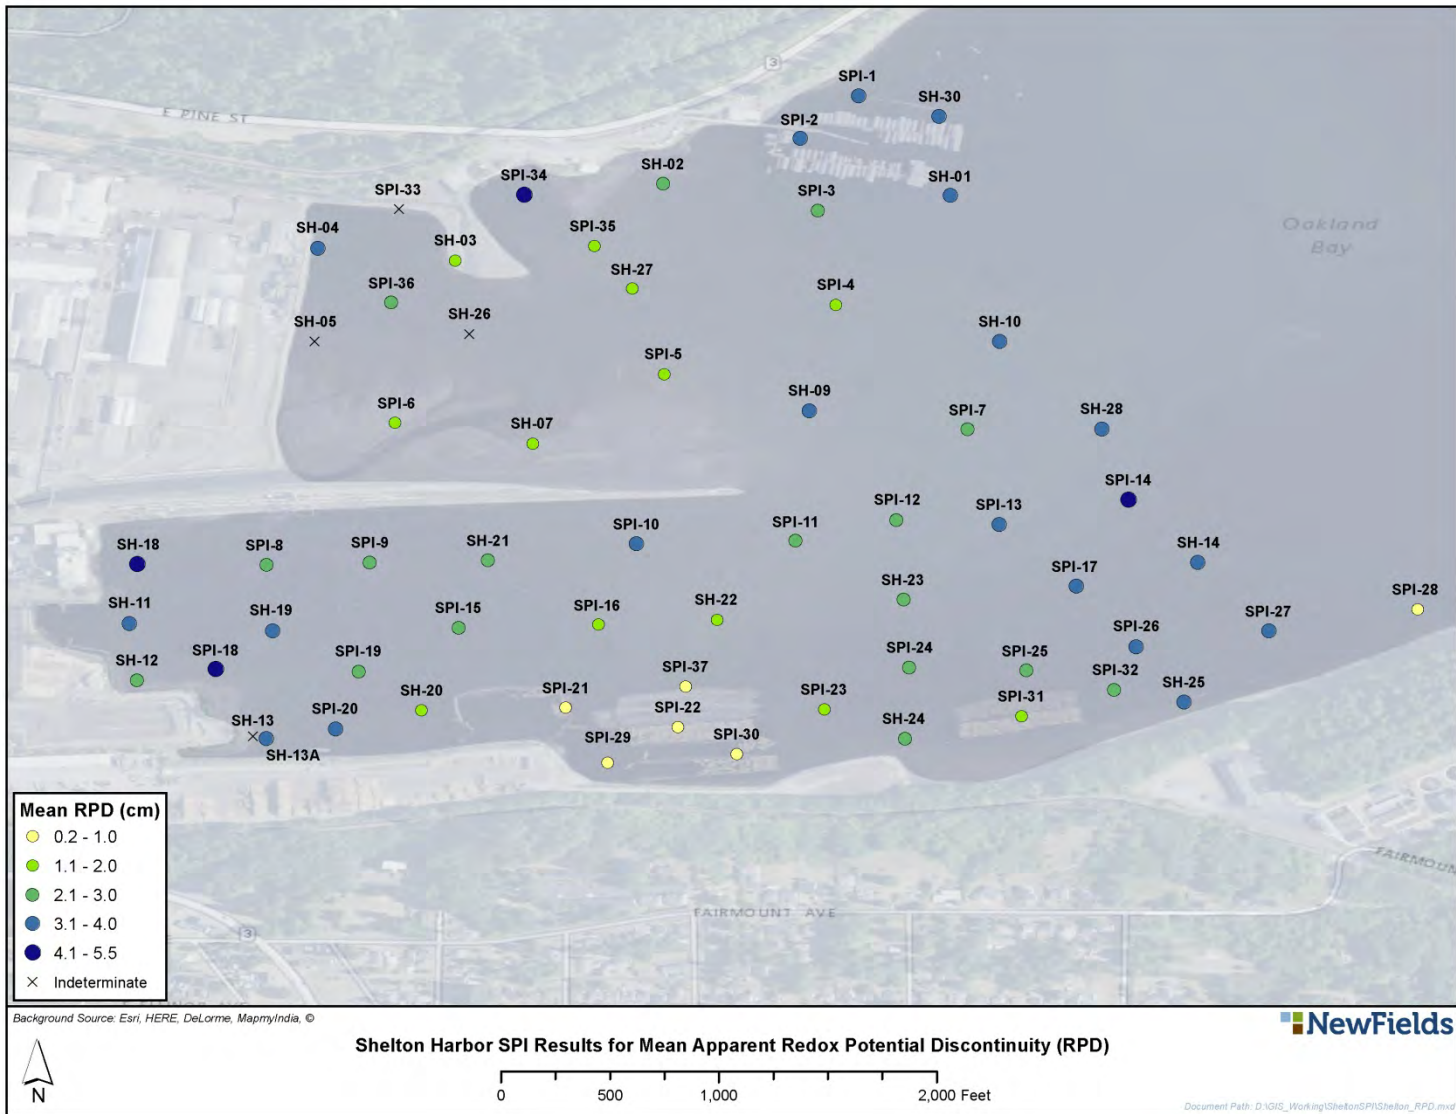 3
SPI-1
SH-30
E PINE ST
SPI-2
SH-02
SPI-34
SH-01
SPI-33
SPI-3
SH-04
SPI-35
Oakland
Bay
SH-03
SH-27
SPI-36
SPI-4
SH-05
SH-26
SH-10
SPI-5
SH-09
SPI-6
SPI-7
SH-28
SH-07
SPI-14
SPI-12
SPI-13
SPI-10
SPI-11
SH-18
SPI-8
SPI-9
SH-21
SH-14
SPI-17
SH-23
SPI-28
SH-11
SH-19
SPI-15
SPI-16
SH-22
SPI-27
SPI-26
SPI-18
SPI-19
SPI-24
SPI-25
SH-12
SPI-37
SPI-32
SH-25
SH-20
SPI-21
SPI-23
SPI-22
SPI-31
SH-13
SPI-20
SH-24
SPI-29
SPI-30
SH-13A
Mean RPD (cm)
0.2 - 1.0
1.1 - 2.0
2.1 - 3.0
3.1 - 4.0
4.1 - 5.5
Indeterminate
FAIRMOUNT AVE
3
Background Source: Esri, HERE, DeLorme, MapmyIndia, ©
NewFields
Shelton Harbor SPI Results for Mean Apparent Redox Potential Discontinuity (RPD)
N
0 500 1,000 2,000 Feet
Document Path: D:\GIS_Working\SheltonSPI\Shelton_RPD.mxd